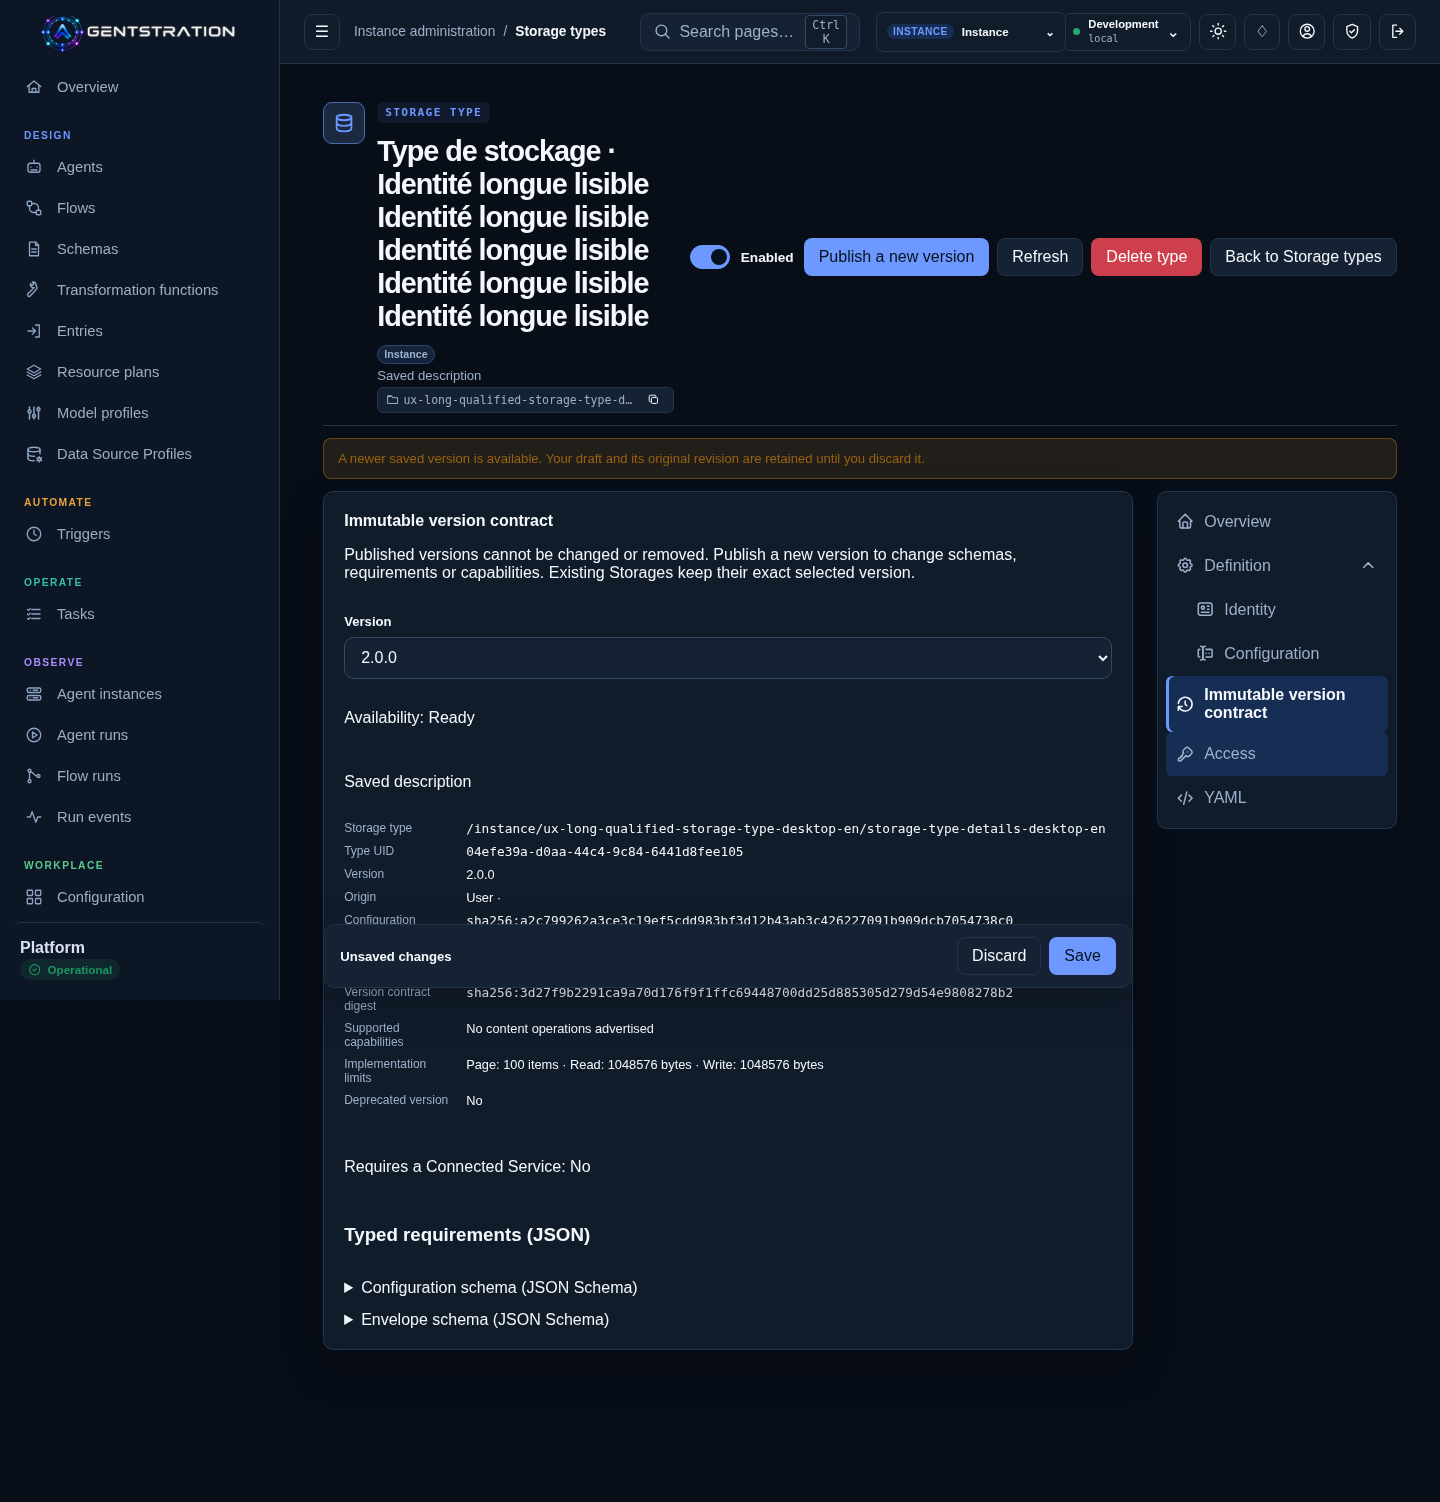 GENTSTRATION
Overview
DESIGN
Agents
Flows
Schemas
Transformation functions
Entries
Resource plans
Model profiles
Data Source Profiles
AUTOMATE
Triggers
OPERATE
Tasks
OBSERVE
Agent instances
Agent runs
Flow runs
Run events
WORKPLACE
Configuration
Platform
Operational
Instance administration / Storage types
Search pages…
Ctrl
K
INSTANCE Instance
Development
local
STORAGE TYPE
Type de stockage ·
Identité longue lisible
Identité longue lisible
Identité longue lisible
Identité longue lisible
Identité longue lisible
Instance
Saved description
ux-long-qualified-storage-type-d…
Enabled
Publish a new version
Refresh
Delete type
Back to Storage types
A newer saved version is available. Your draft and its original revision are retained until you discard it.
Immutable version contract
Published versions cannot be changed or removed. Publish a new version to change schemas,
requirements or capabilities. Existing Storages keep their exact selected version.
Version
2.0.0
Availability: Ready
Saved description
Storage type /instance/ux-long-qualified-storage-type-desktop-en/storage-type-details-desktop-en
Type UID 04efe39a-d0aa-44c4-9c84-6441d8fee105
Version 2.0.0
Origin User ·
Configuration sha256:a2c799262a3ce3c19ef5cdd983bf3d12b43ab3c426227091b909dcb7054738c0
Unsaved changes
Discard
Save
Version contract sha256:3d27f9b2291ca9a70d176f9f1ffc69448700dd25d885305d279d54e9808278b2
digest
Supported No content operations advertised
capabilities
Implementation Page: 100 items · Read: 1048576 bytes · Write: 1048576 bytes
limits
Deprecated version No
Requires a Connected Service: No
Typed requirements (JSON)
Configuration schema (JSON Schema)
Envelope schema (JSON Schema)
Overview
Definition
Identity
Configuration
Immutable version
contract
Access
YAML